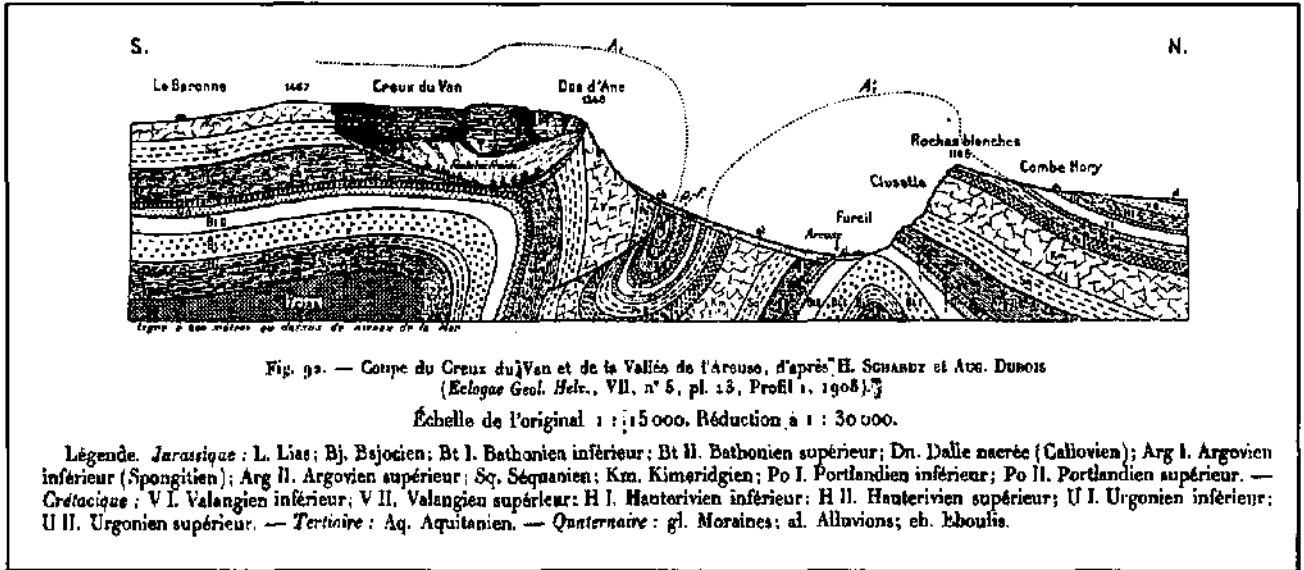 S.
N.
A.
A.
Le Baronne
1467
Creux du Van
Dos d'Ane
Roches blanches
Combe Hory
Clusette
Fureil
Areuse
gl
Km
Fig. 92. — Coupe du Creux du Van et de la Vallée de l'Areuse, d'après H. SCHARDT et AUG. DUBOIS
(Eclogae Geol. Helv., VII, n° 5, pl. 13, Profil 1, 1908).
Échelle de l'original 1 : 15 000. Réduction à 1 : 30 000.
Légende. Jurassique : L. Lias; Bj. Bajocien; Bt I. Bathonien inférieur; Bt II. Bathonien supérieur; Dn. Dalle nacrée (Callovien); Arg I. Argovien
inférieur (Spongitien); Arg II. Argovien supérieur; Sq. Séquanien; Km. Kimeridgien; Po I. Portlandien inférieur; Po II. Portlandien supérieur. —
Crétacique : V I. Valangien inférieur; V II. Valangien supérieur; H I. Hauterivien inférieur; H II. Hauterivien supérieur; U I. Urgonien inférieur;
U II. Urgonien supérieur. — Tertiaire : Aq. Aquitanien. — Quaternaire : gl. Moraines; al. Alluvions; eb. Eboulis.